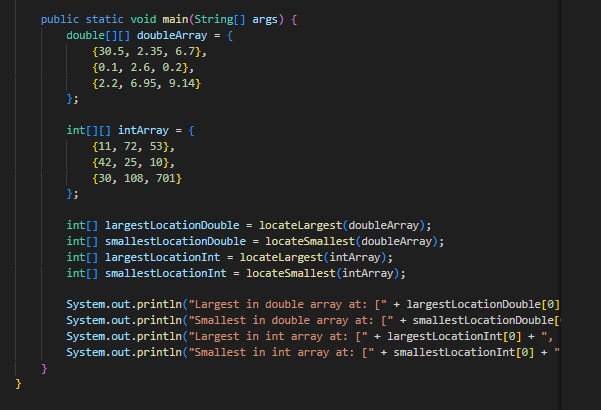 public static void main(String[] args) {
double[][] doubleArray = {
{30.5, 2.35, 6.7},
{0.1, 2.6, 0.2},
{2.2, 6.95, 9.14}
};
int[][] intArray = {
{11, 72, 53},
{42, 25, 10},
{30, 108, 701}
};
int[] largestLocationDouble = locateLargest(doubleArray);
int[] smallestLocationDouble = locateSmallest(doubleArray);
int[] largestLocationInt = locateLargest(intArray);
int[] smallestLocationInt = locateSmallest(intArray);
System.out.println("Largest in double array at: [" + largestLocationDouble[0]
System.out.println("Smallest in double array at: [" + smallestLocationDouble[
System.out.println("Largest in int array at: [" + largestLocationInt[0] + ",
System.out.println("Smallest in int array at: [" + smallestLocationInt[0] + "
}
}